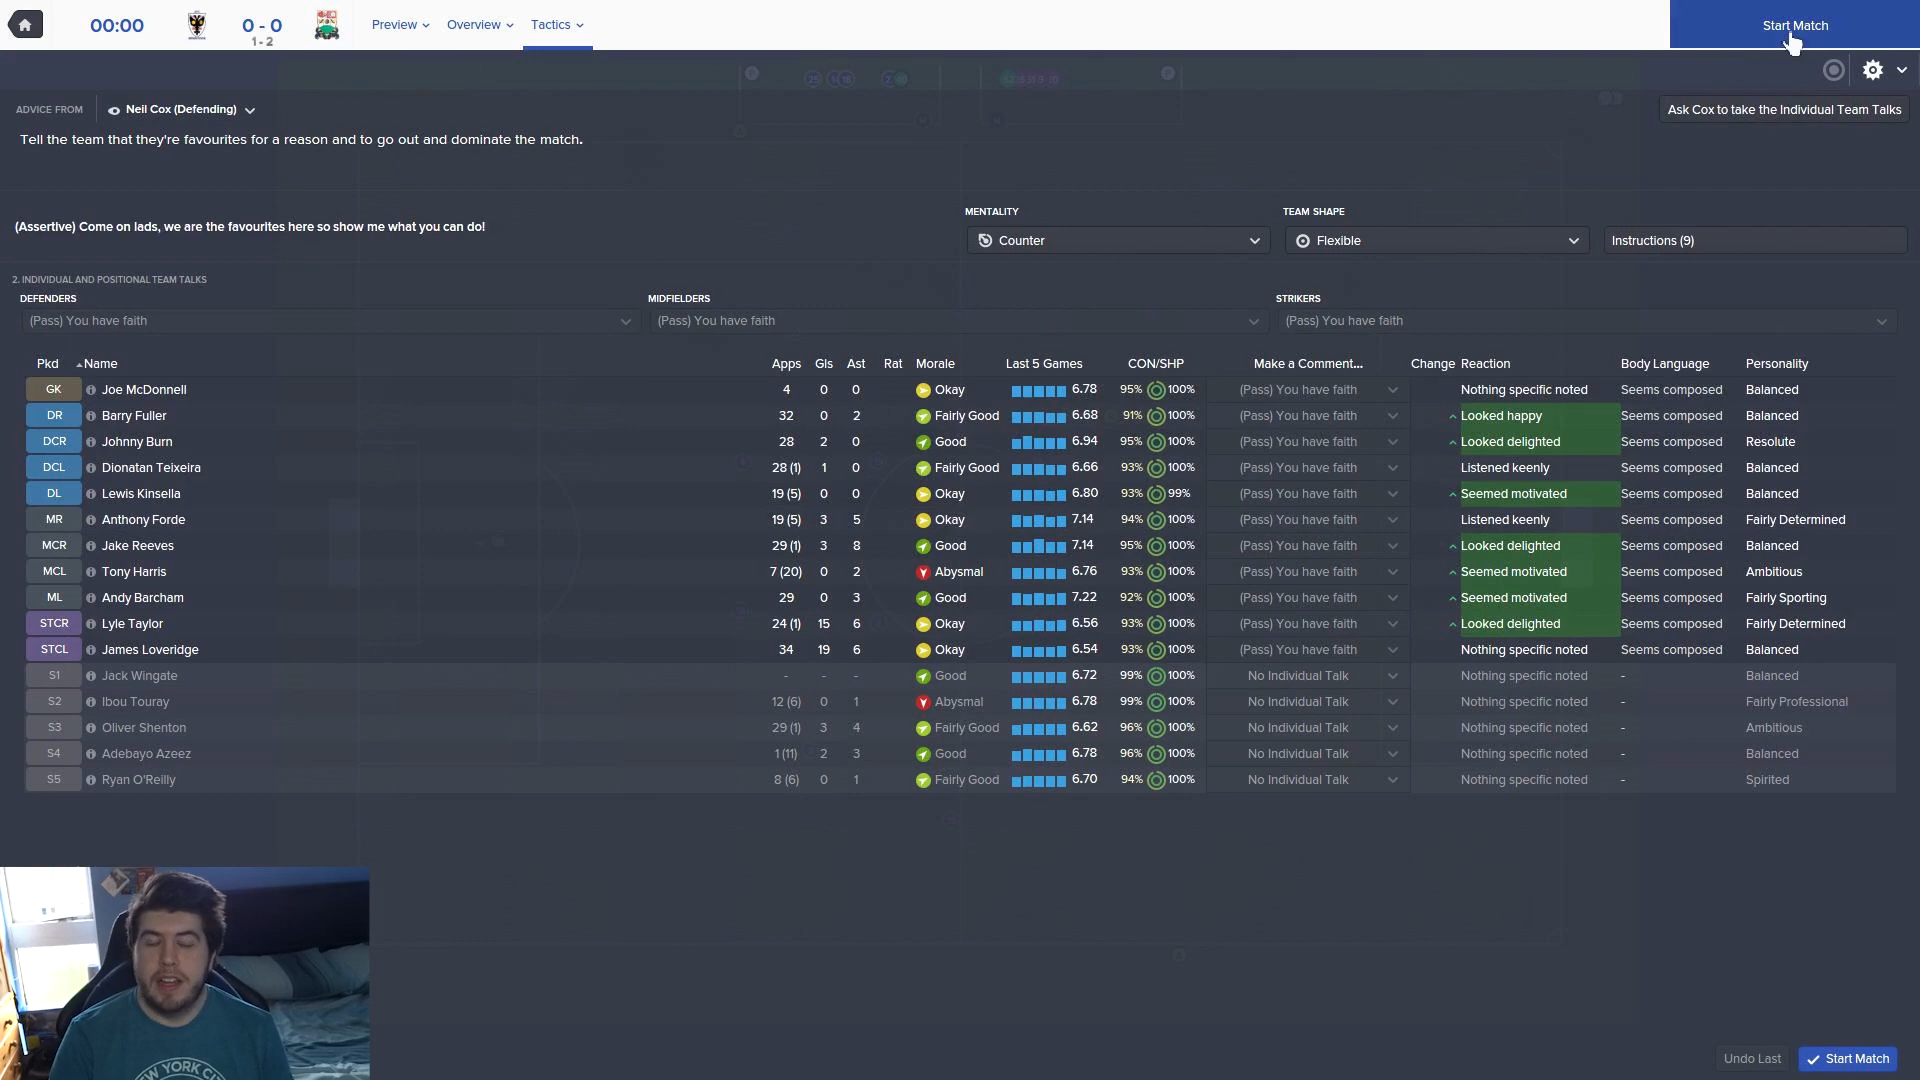 00:00 0 - 0 Preview Overview Tactics Start Match
1 - 2
ADVICE FROM Neil Cox (Defending) Ask Cox to take the Individual Team Talks
Tell the team that they're favourites for a reason and to go out and dominate the match.
MENTALITY TEAM SHAPE
(Assertive) Come on lads, we are the favourites here so show me what you can do!
Counter Flexible Instructions (9)
2. INDIVIDUAL AND POSITIONAL TEAM TALKS
DEFENDERS MIDFIELDERS STRIKERS
(Pass) You have faith (Pass) You have faith (Pass) You have faith
Pkd Name Apps Gls Ast Rat Morale Last 5 Games CON/SHP Make a Comment... Change Reaction Body Language Personality
GK Joe McDonnell 4 0 0 Okay 6.78 95% 100% (Pass) You have faith Nothing specific noted Seems composed Balanced
DR Barry Fuller 32 0 2 Fairly Good 6.68 91% 100% (Pass) You have faith Looked happy Seems composed Balanced
DCR Johnny Burn 28 2 0 Good 6.94 95% 100% (Pass) You have faith Looked delighted Seems composed Resolute
DCL Dionatan Teixeira 28 (1) 1 0 Fairly Good 6.66 93% 100% (Pass) You have faith Listened keenly Seems composed Balanced
DL Lewis Kinsella 19 (5) 0 0 Okay 6.80 93% 99% (Pass) You have faith Seemed motivated Seems composed Balanced
MR Anthony Forde 19 (5) 3 5 Okay 7.14 94% 100% (Pass) You have faith Listened keenly Seems composed Fairly Determined
MCR Jake Reeves 29 (1) 3 8 Good 7.14 95% 100% (Pass) You have faith Looked delighted Seems composed Balanced
MCL Tony Harris 7 (20) 0 2 Abysmal 6.76 93% 100% (Pass) You have faith Seemed motivated Seems composed Ambitious
ML Andy Barcham 29 0 3 Good 7.22 92% 100% (Pass) You have faith Seemed motivated Seems composed Fairly Sporting
STCR Lyle Taylor 24 (1) 15 6 Okay 6.56 93% 100% (Pass) You have faith Looked delighted Seems composed Fairly Determined
STCL James Loveridge 34 19 6 Okay 6.54 93% 100% (Pass) You have faith Nothing specific noted Seems composed Balanced
S1 Jack Wingate - - - Good 6.72 99% 100% No Individual Talk Nothing specific noted - Balanced
S2 Ibou Touray 12 (6) 0 1 Abysmal 6.78 99% 100% No Individual Talk Nothing specific noted - Fairly Professional
S3 Oliver Shenton 29 (1) 3 4 Fairly Good 6.62 96% 100% No Individual Talk Nothing specific noted - Ambitious
S4 Adebayo Azeez 1 (11) 2 3 Good 6.78 96% 100% No Individual Talk Nothing specific noted - Balanced
S5 Ryan O'Reilly 8 (6) 0 1 Fairly Good 6.70 94% 100% No Individual Talk Nothing specific noted - Spirited
Undo Last Start Match